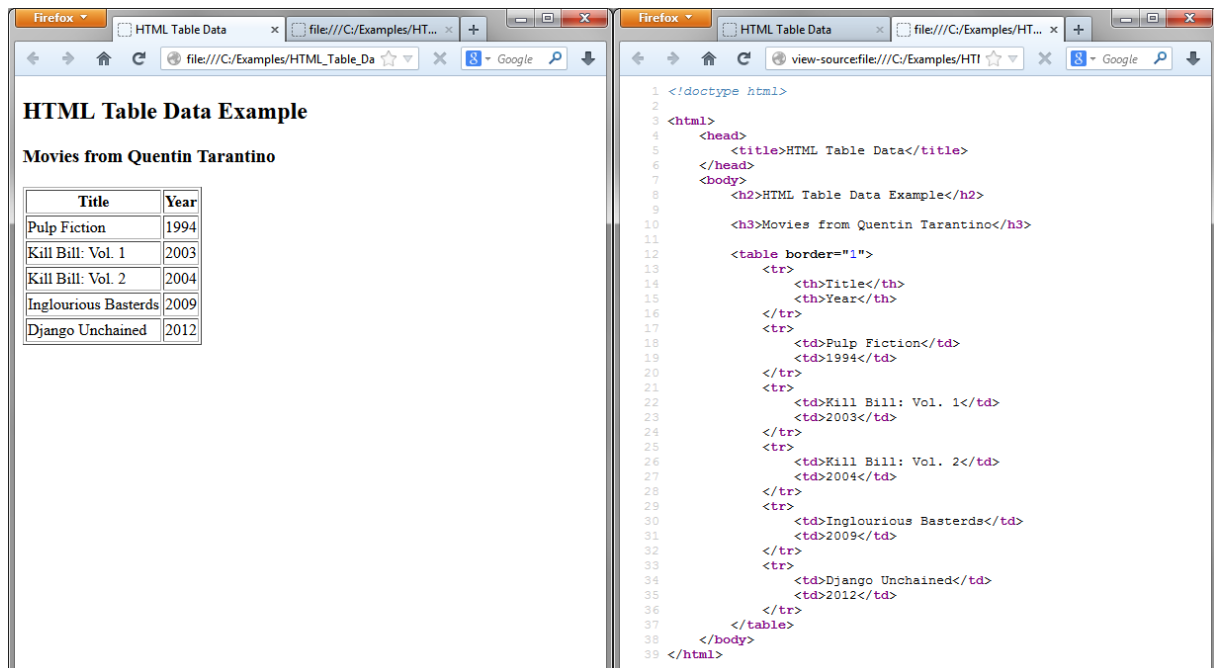 Firefox
HTML Table Data × file:///C:/Examples/HT... × +
file:///C:/Examples/HTML_Table_Da 8 Google
HTML Table Data Example
Movies from Quentin Tarantino
Title Year
Pulp Fiction 1994
Kill Bill: Vol. 1 2003
Kill Bill: Vol. 2 2004
Inglourious Basterds 2009
Django Unchained 2012
Firefox
HTML Table Data × file:///C:/Examples/HT... × +
view-source:file:///C:/Examples/HTI 8 Google
1 <!doctype html>
2
3 <html>
4 <head>
5 <title>HTML Table Data</title>
6 </head>
7 <body>
8 <h2>HTML Table Data Example</h2>
9
10 <h3>Movies from Quentin Tarantino</h3>
11
12 <table border="1">
13 <tr>
14 <th>Title</th>
15 <th>Year</th>
16 </tr>
17 <tr>
18 <td>Pulp Fiction</td>
19 <td>1994</td>
20 </tr>
21 <tr>
22 <td>Kill Bill: Vol. 1</td>
23 <td>2003</td>
24 </tr>
25 <tr>
26 <td>Kill Bill: Vol. 2</td>
27 <td>2004</td>
28 </tr>
29 <tr>
30 <td>Inglourious Basterds</td>
31 <td>2009</td>
32 </tr>
33 <tr>
34 <td>Django Unchained</td>
35 <td>2012</td>
36 </tr>
37 </table>
38 </body>
39 </html>